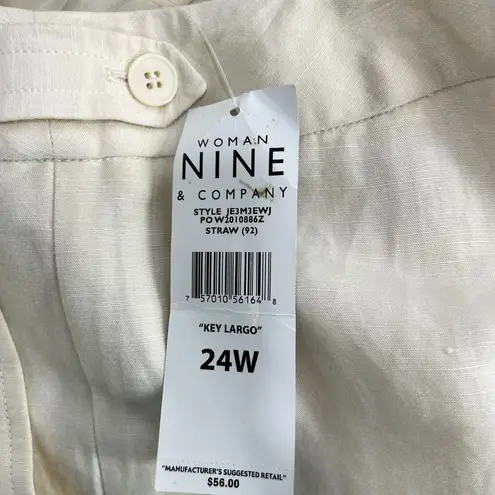 WOMAN
NINE
& COMPANY
STYLE JE3M3EWJ
PO W2010886Z
STRAW (92)
7 57010 56164 8
"KEY LARGO"
24W
"MANUFACTURER'S SUGGESTED RETAIL"
$56.00